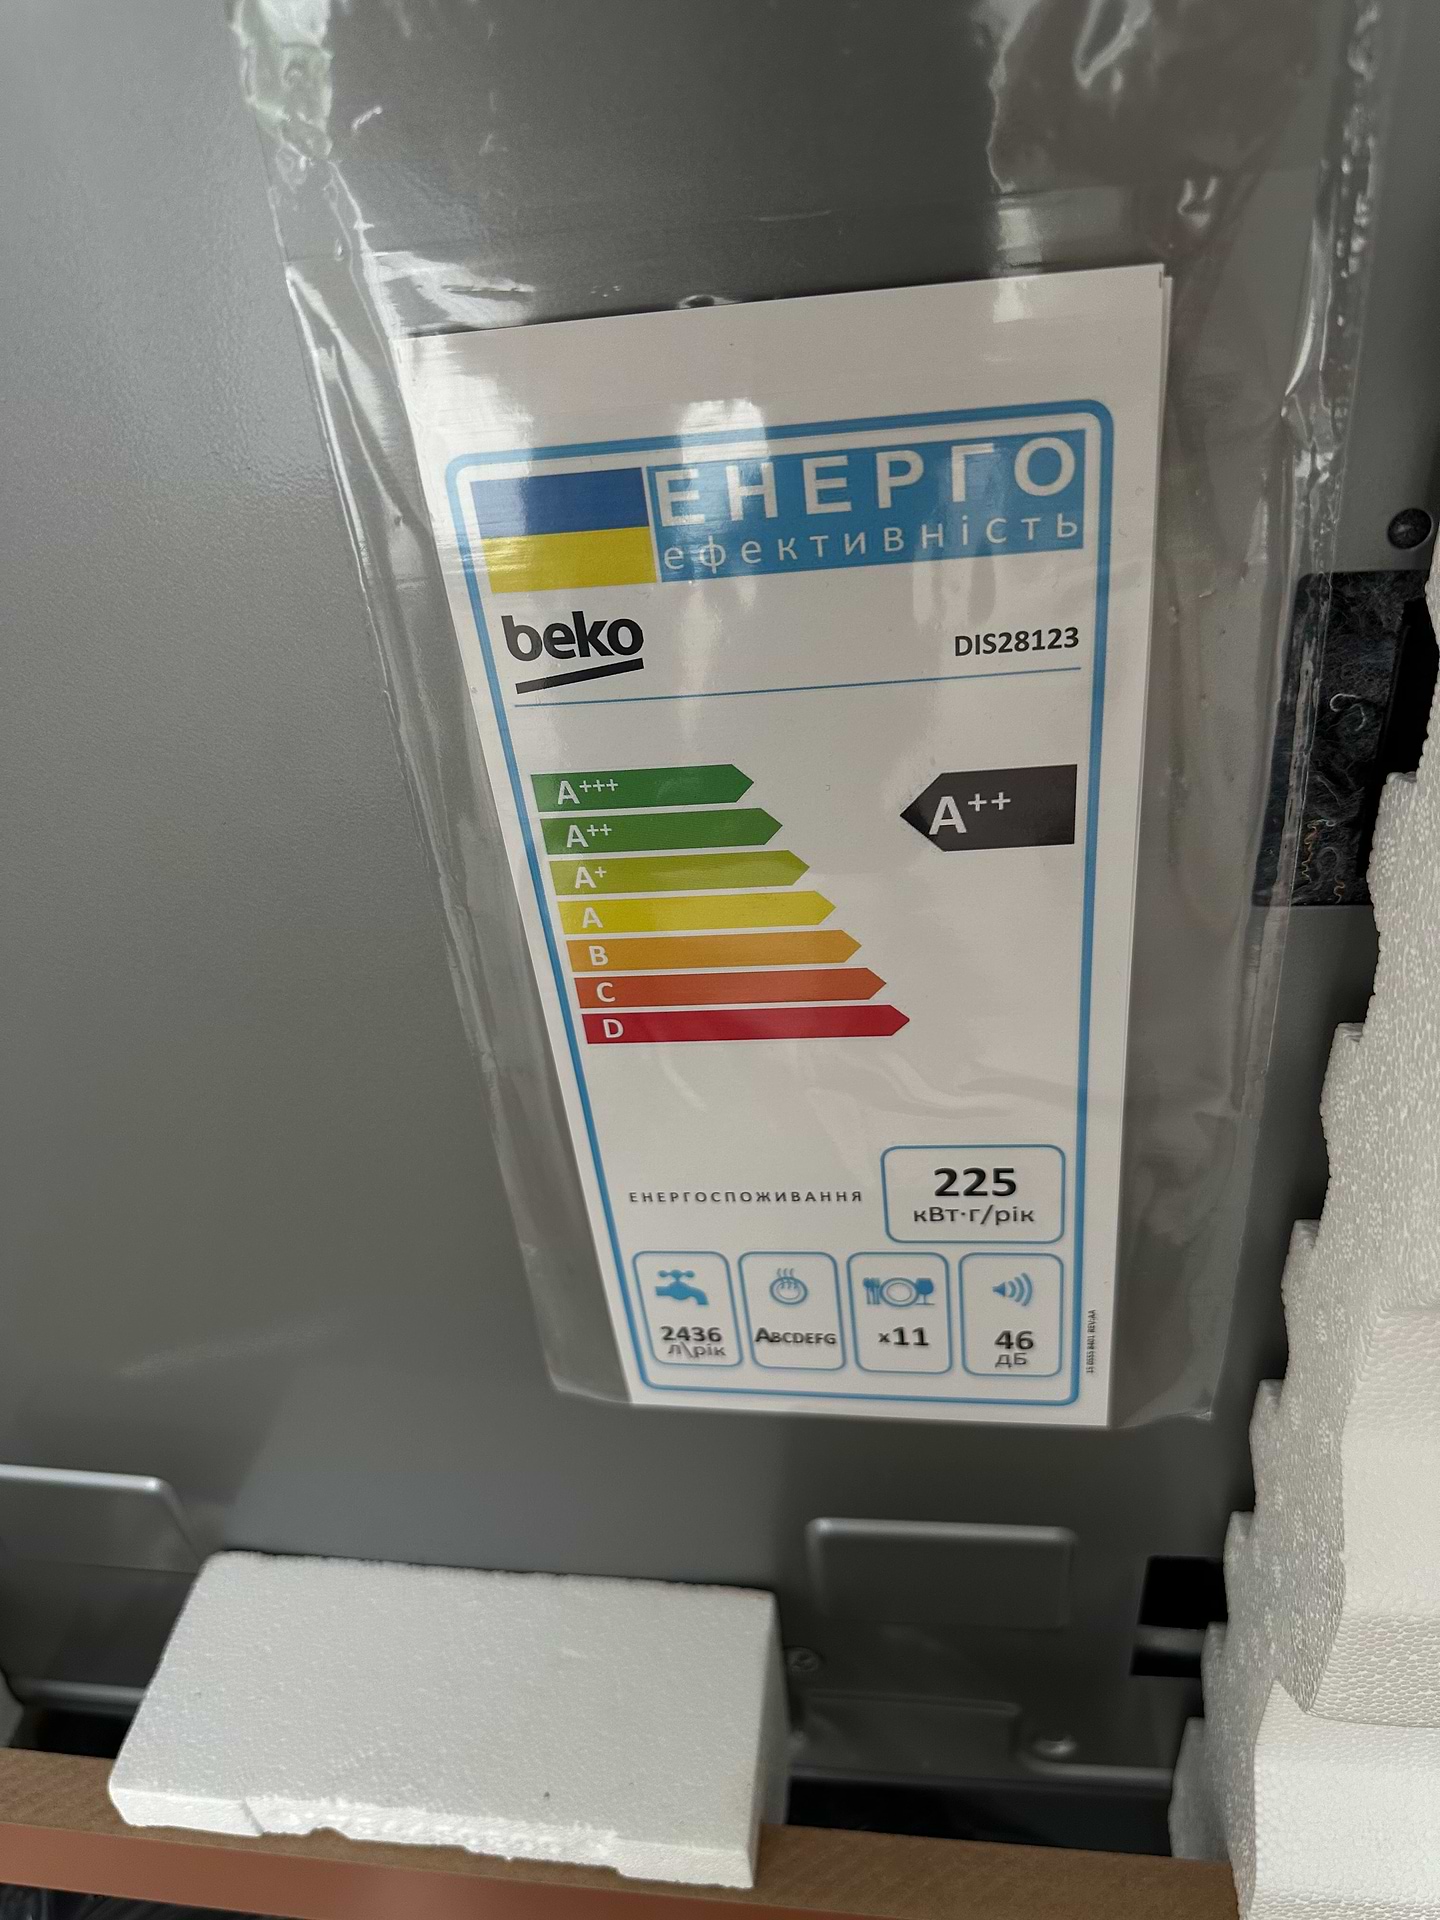 ЕНЕРГО
ефективність
beko
DIS28123
A+++
A++
A++
A+
A
B
C
D
ЕНЕРГОСПОЖИВАННЯ
225
кВт·г/рік
2436
л\рік
ABCDEFG
x11
46
дБ